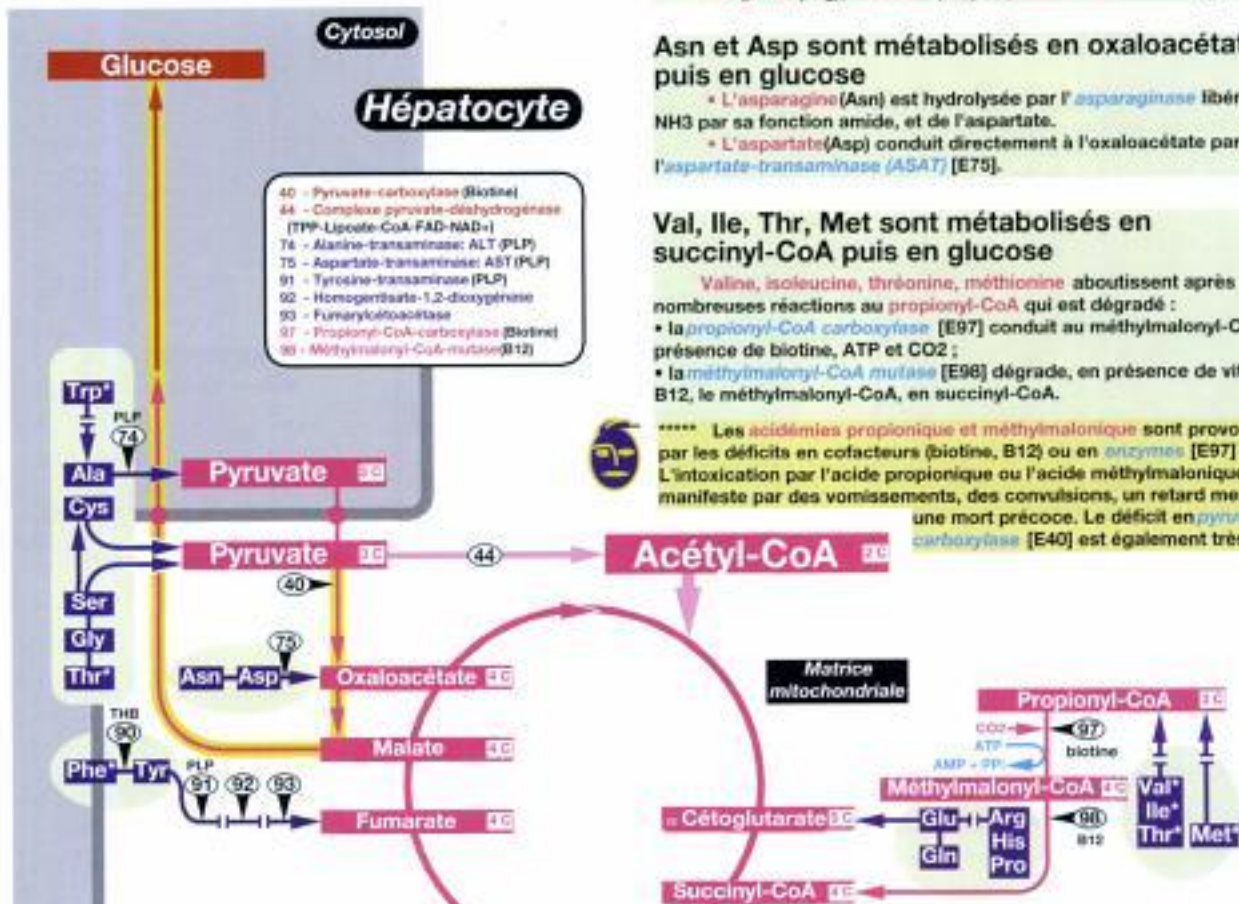 Cytosol
Glucose
Hépatocyte
40 - Pyruvate-carboxylase (Biotine)
44 - Complexe pyruvate-déshydrogénase
(TPP-Lipoate-CoA-FAD-NAD+)
74 - Alanine-transaminase: ALT (PLP)
75 - Aspartate-transaminase: AST (PLP)
91 - Tyrosine-transaminase (PLP)
92 - Homogentisate-1,2-dioxygénase
93 - Fumarylcétoacétase
97 - Propionyl-CoA-carboxylase (Biotine)
98 - Méthylmalonyl-CoA-mutase (B12)
Asn et Asp sont métabolisés en oxaloacétat
puis en glucose
• L'asparagine (Asn) est hydrolysée par l'asparaginase libér
NH3 par sa fonction amide, et de l'aspartate.
• L'aspartate (Asp) conduit directement à l'oxaloacétate par
l'aspartate-transaminase (ASAT) [E75].
Val, Ile, Thr, Met sont métabolisés en
succinyl-CoA puis en glucose
Valine, isoleucine, thréonine, méthionine aboutissent après
nombreuses réactions au propionyl-CoA qui est dégradé :
• la propionyl-CoA carboxylase [E97] conduit au méthylmalonyl-C
présence de biotine, ATP et CO2 ;
• la méthylmalonyl-CoA mutase [E98] dégrade, en présence de vit
B12, le méthylmalonyl-CoA, en succinyl-CoA.
***** Les acidémies propionique et méthylmalonique sont provo
par les déficits en cofacteurs (biotine, B12) ou en enzymes [E97]
L'intoxication par l'acide propionique ou l'acide méthylmalonique
manifeste par des vomissements, des convulsions, un retard me
une mort précoce. Le déficit en pyru
carboxylase [E40] est également très
Trp*
PLP
74
Ala
Pyruvate 3 C
Cys
Pyruvate 3 C
44
Acétyl-CoA 2 C
40
Ser
Gly
Thr*
75
Asn Asp
Oxaloacétate 4 C
Matrice
mitochondriale
Propionyl-CoA 3 C
THB
90
Malate 4 C
CO2
97
biotine
ATP
AMP + PPi
Phe* Tyr
PLP
91 92 93
Fumarate 4 C
Méthylmalonyl-CoA 4 C
Val*
Ile*
Thr*
Met*
α Cétoglutarate 5 C
Glu
Gln
Arg
His
Pro
98
B12
Succinyl-CoA 4 C